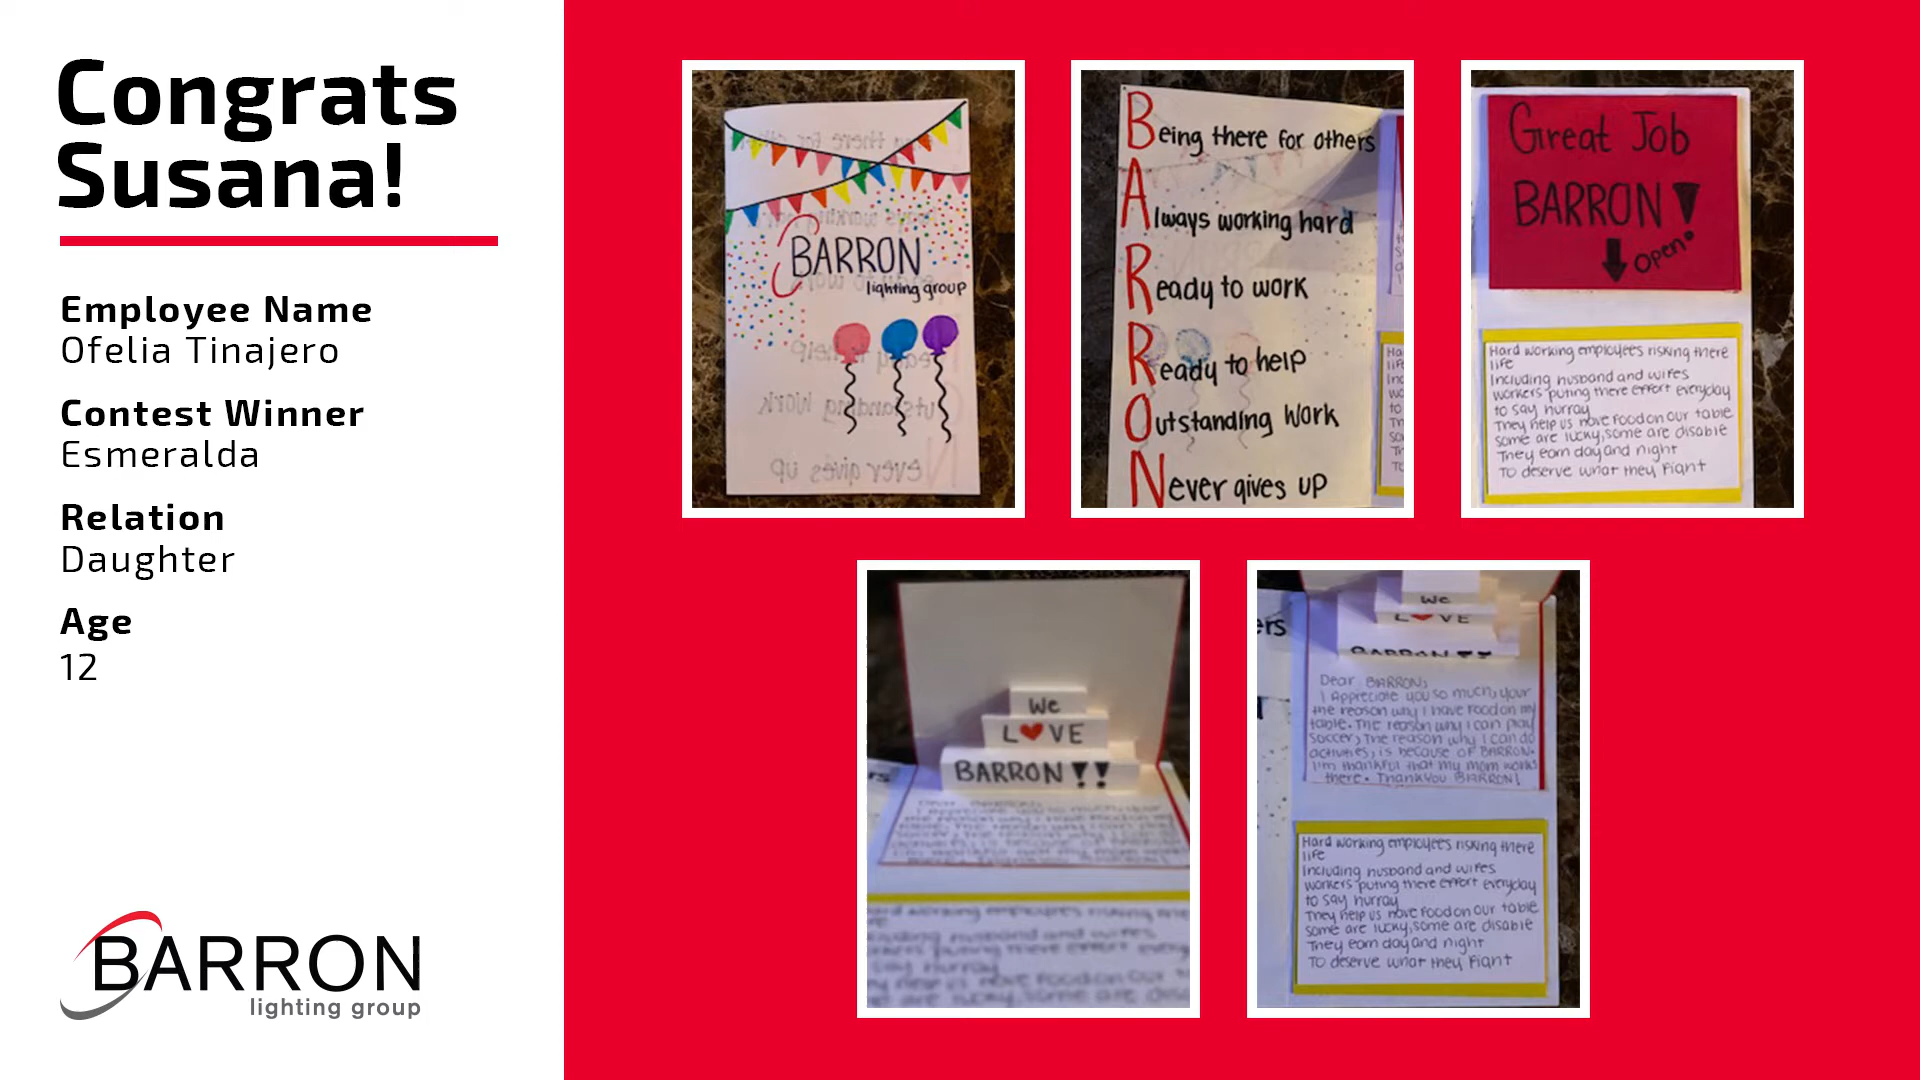 Congrats
Susana!
Employee Name
Ofelia Tinajero
Contest Winner
Esmeralda
Relation
Daughter
Age
12
BARRON
lighting group
BARRON
lighting group
Being there for others
Always working hard
Ready to work
Ready to help
Outstanding Work
Never gives up
Great Job
BARRON!
Open!
Hard working employees risking there
life
Including husband and wifes
workers puting there effort everyday
to say hurray
They help us have food on our table
some are lucky, some are disable
They earn day and night
To deserve what they fight
We
LOVE
BARRON!!
We
LOVE
BARRON!!
Dear BARRON,
I Appreciate you so much, your
the reason why I have food on my
table. The reason why I can play
soccer, The reason why I can do
activities, is because of BARRON.
I'm thankful that my mom works
there. Thank you BARRON!
Hard working employees risking there
life
Including husband and wifes
workers puting there effort everyday
to say hurray
They help us have food on our table
some are lucky, some are disable
They earn day and night
To deserve what they fight